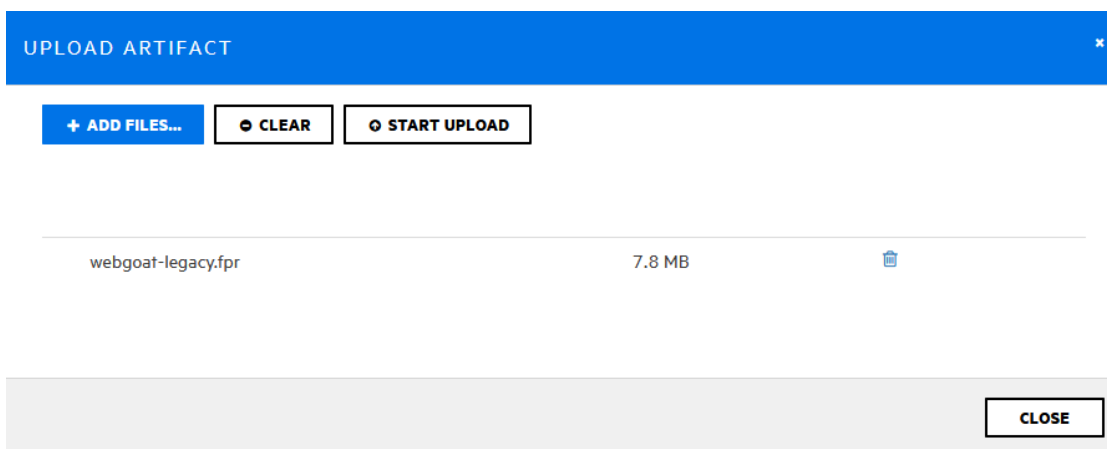 UPLOAD ARTIFACT
+ ADD FILES... CLEAR START UPLOAD
webgoat-legacy.fpr 7.8 MB
CLOSE